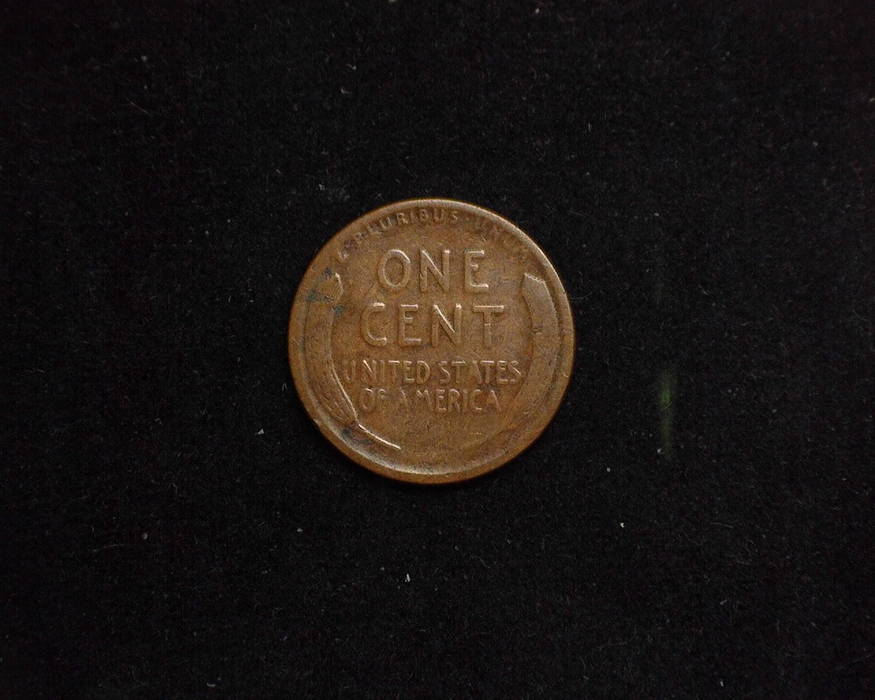 E·PLURIBUS·UNUM
ONE
CENT
UNITED STATES
OF AMERICA